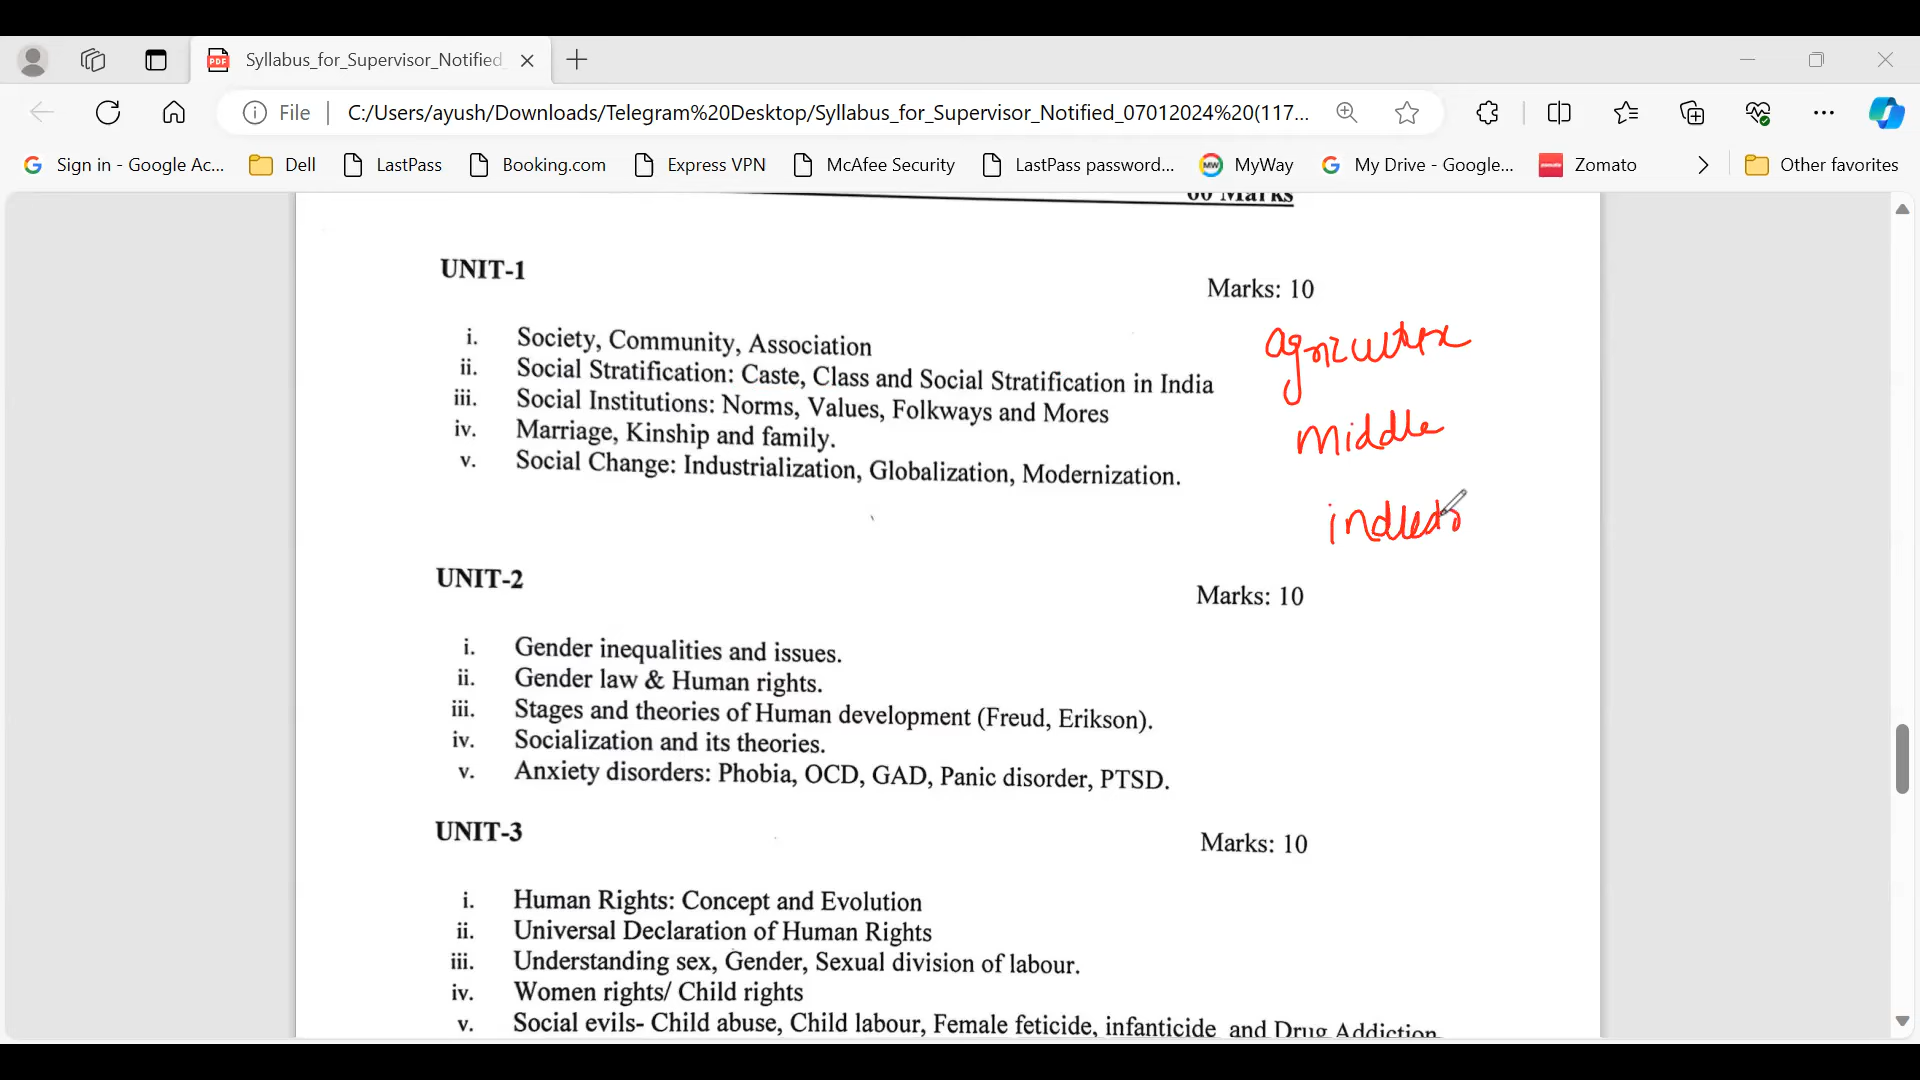 Syllabus_for_Supervisor_Notified_
File
C:/Users/ayush/Downloads/Telegram%20Desktop/Syllabus_for_Supervisor_Notified_07012024%20(117...
Sign in - Google Ac... Dell LastPass Booking.com Express VPN McAfee Security LastPass password... MyWay My Drive - Google... Zomato Other favorites
60 Marks
UNIT-1
Marks: 10
i. Society, Community, Association
ii. Social Stratification: Caste, Class and Social Stratification in India
iii. Social Institutions: Norms, Values, Folkways and Mores
iv. Marriage, Kinship and family.
v. Social Change: Industrialization, Globalization, Modernization.
agriculture
middle
UNIT-2
Marks: 10
i. Gender inequalities and issues.
ii. Gender law & Human rights.
iii. Stages and theories of Human development (Freud, Erikson).
iv. Socialization and its theories.
v. Anxiety disorders: Phobia, OCD, GAD, Panic disorder, PTSD.
UNIT-3
Marks: 10
i. Human Rights: Concept and Evolution
ii. Universal Declaration of Human Rights
iii. Understanding sex, Gender, Sexual division of labour.
iv. Women rights/ Child rights
v. Social evils- Child abuse, Child labour, Female feticide, infanticide and Drug Addiction